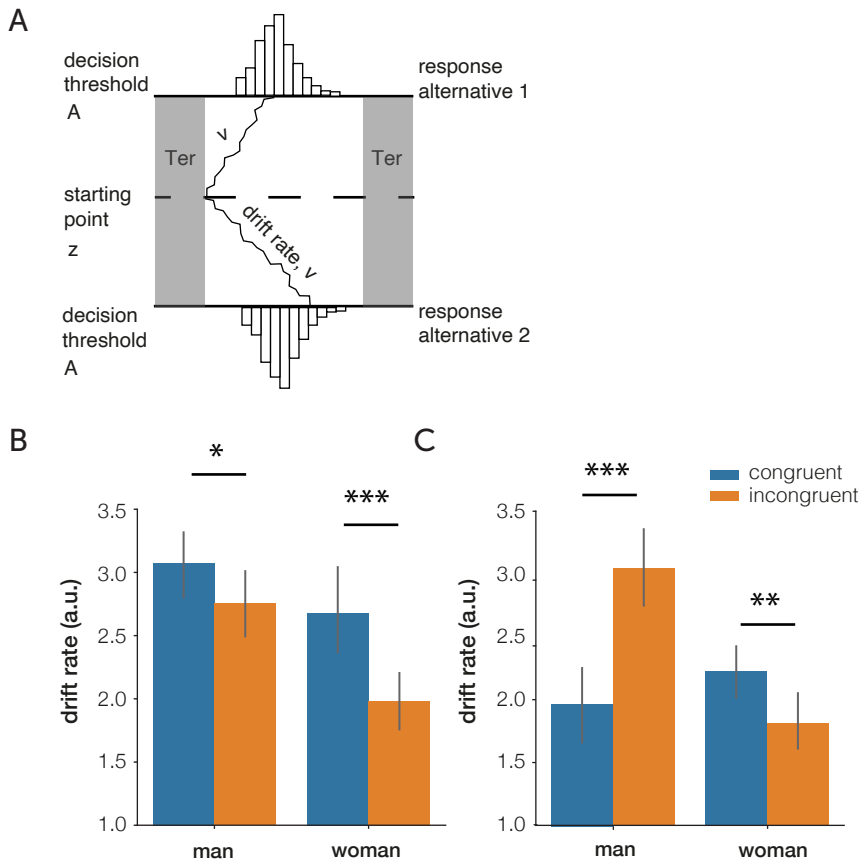 A
decision
threshold
A
response
alternative 1
Ter
Ter
v
starting
point
z
drift rate, v
decision
threshold
A
response
alternative 2
B
*
***
3.5
3.0
2.5
2.0
1.5
1.0
drift rate (a.u.)
man
woman
C
***
**
congruent
incongruent
3.5
3.0
2.5
2.0
1.5
1.0
drift rate (a.u.)
man
woman